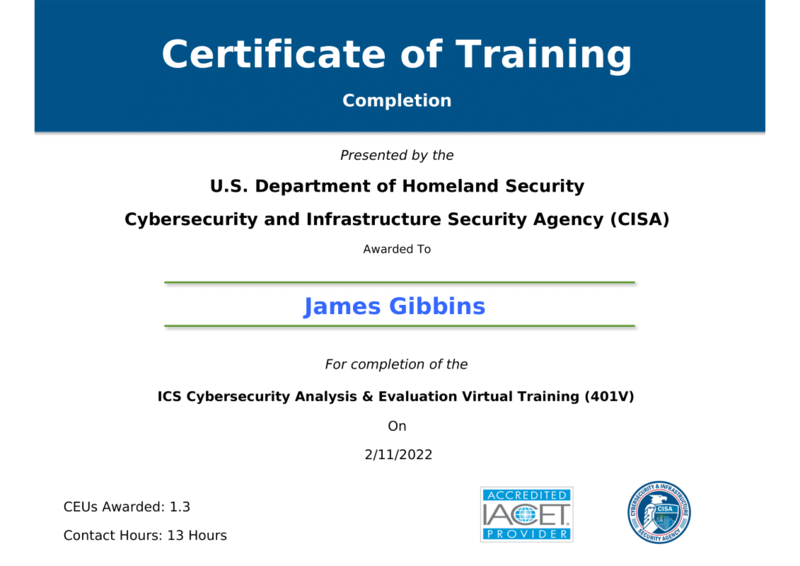 Certificate of Training
Completion
Presented by the
U.S. Department of Homeland Security
Cybersecurity and Infrastructure Security Agency (CISA)
Awarded To
James Gibbins
For completion of the
ICS Cybersecurity Analysis & Evaluation Virtual Training (401V)
On
2/11/2022
CEUs Awarded: 1.3
Contact Hours: 13 Hours
ACCREDITED
IACET
PROVIDER
CYBERSECURITY & INFRASTRUCTURE
CISA
SECURITY AGENCY